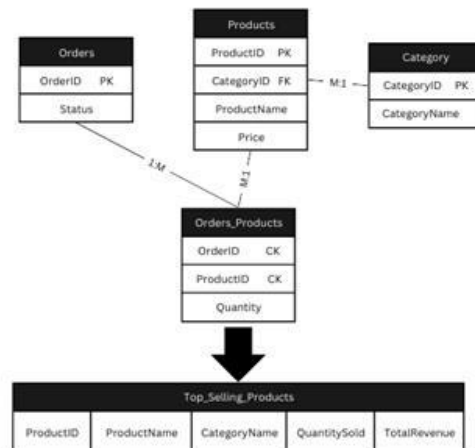 Products
ProductID PK
CategoryID FK
ProductName
Price
Orders
OrderID PK
Status
Category
CategoryID PK
CategoryName
M:1
1:M
M:1
Orders_Products
OrderID CK
ProductID CK
Quantity
Top_Selling_Products
ProductID ProductName CategoryName QuantitySold TotalRevenue